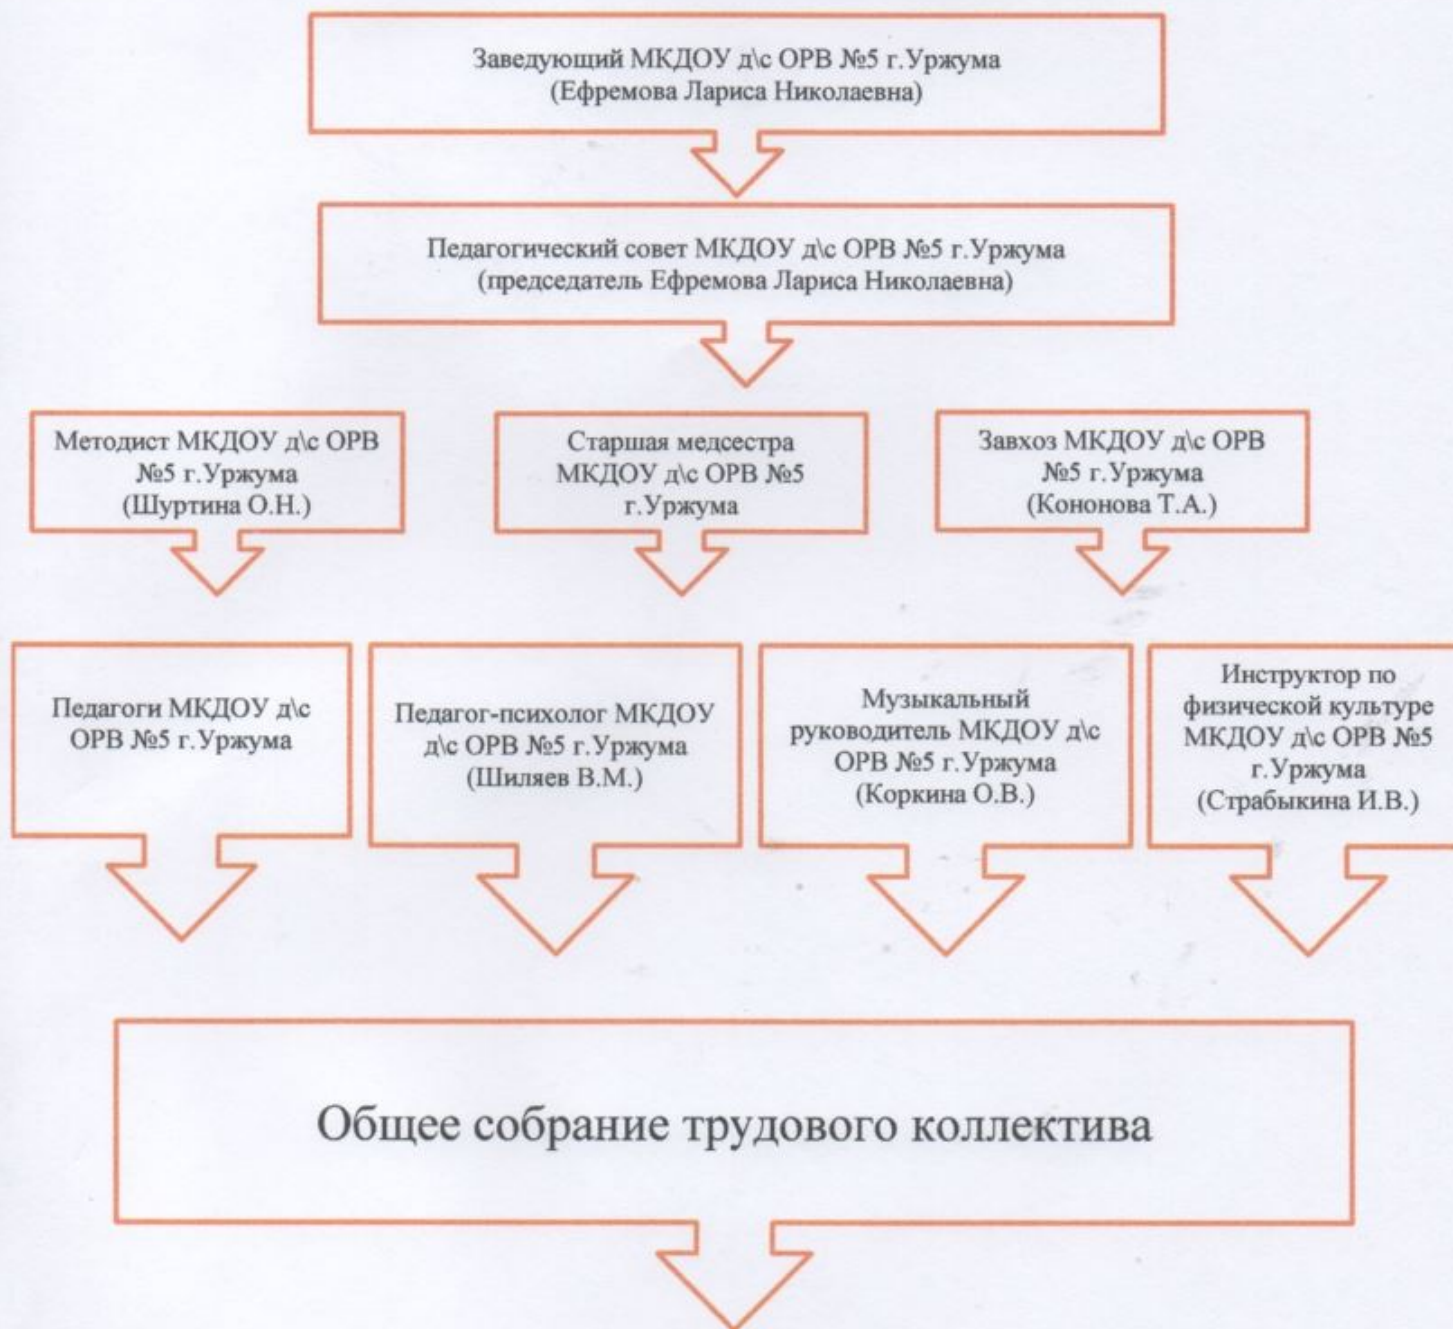 Заведующий МКДОУ д\с ОРВ №5 г.Уржума
(Ефремова Лариса Николаевна)
Педагогический совет МКДОУ д\с ОРВ №5 г.Уржума
(председатель Ефремова Лариса Николаевна)
Методист МКДОУ д\с ОРВ
№5 г.Уржума
(Шуртина О.Н.)
Старшая медсестра
МКДОУ д\с ОРВ №5
г.Уржума
Завхоз МКДОУ д\с ОРВ
№5 г.Уржума
(Кононова Т.А.)
Педагоги МКДОУ д\с
ОРВ №5 г.Уржума
Педагог-психолог МКДОУ
д\с ОРВ №5 г.Уржума
(Шиляев В.М.)
Музыкальный
руководитель МКДОУ д\с
ОРВ №5 г.Уржума
(Коркина О.В.)
Инструктор по
физической культуре
МКДОУ д\с ОРВ №5
г.Уржума
(Страбыкина И.В.)
Общее собрание трудового коллектива